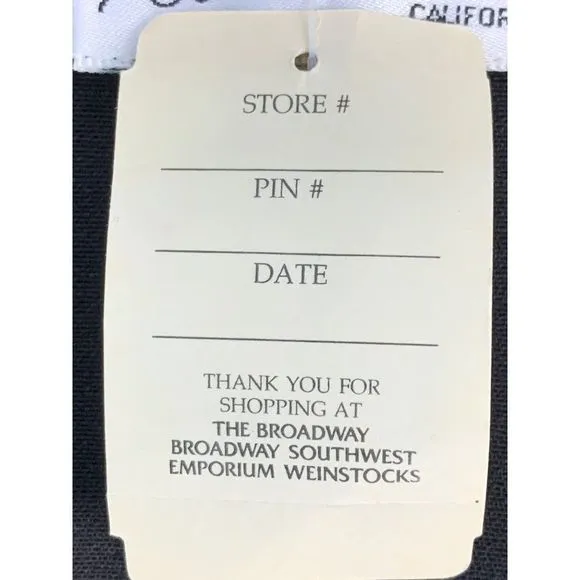 CALIFOR
STORE #
PIN #
DATE
THANK YOU FOR
SHOPPING AT
THE BROADWAY
BROADWAY SOUTHWEST
EMPORIUM WEINSTOCKS